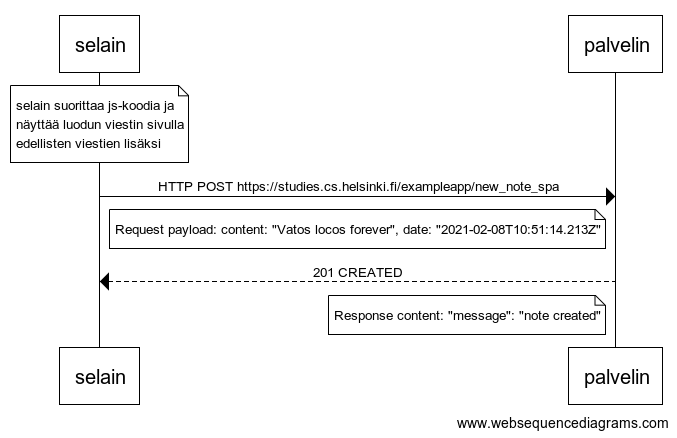 selain
palvelin
selain suorittaa js-koodia ja
näyttää luodun viestin sivulla
edellisten viestien lisäksi
HTTP POST https://studies.cs.helsinki.fi/exampleapp/new_note_spa
Request payload: content: "Vatos locos forever", date: "2021-02-08T10:51:14.213Z"
201 CREATED
Response content: "message": "note created"
selain
palvelin
www.websequencediagrams.com